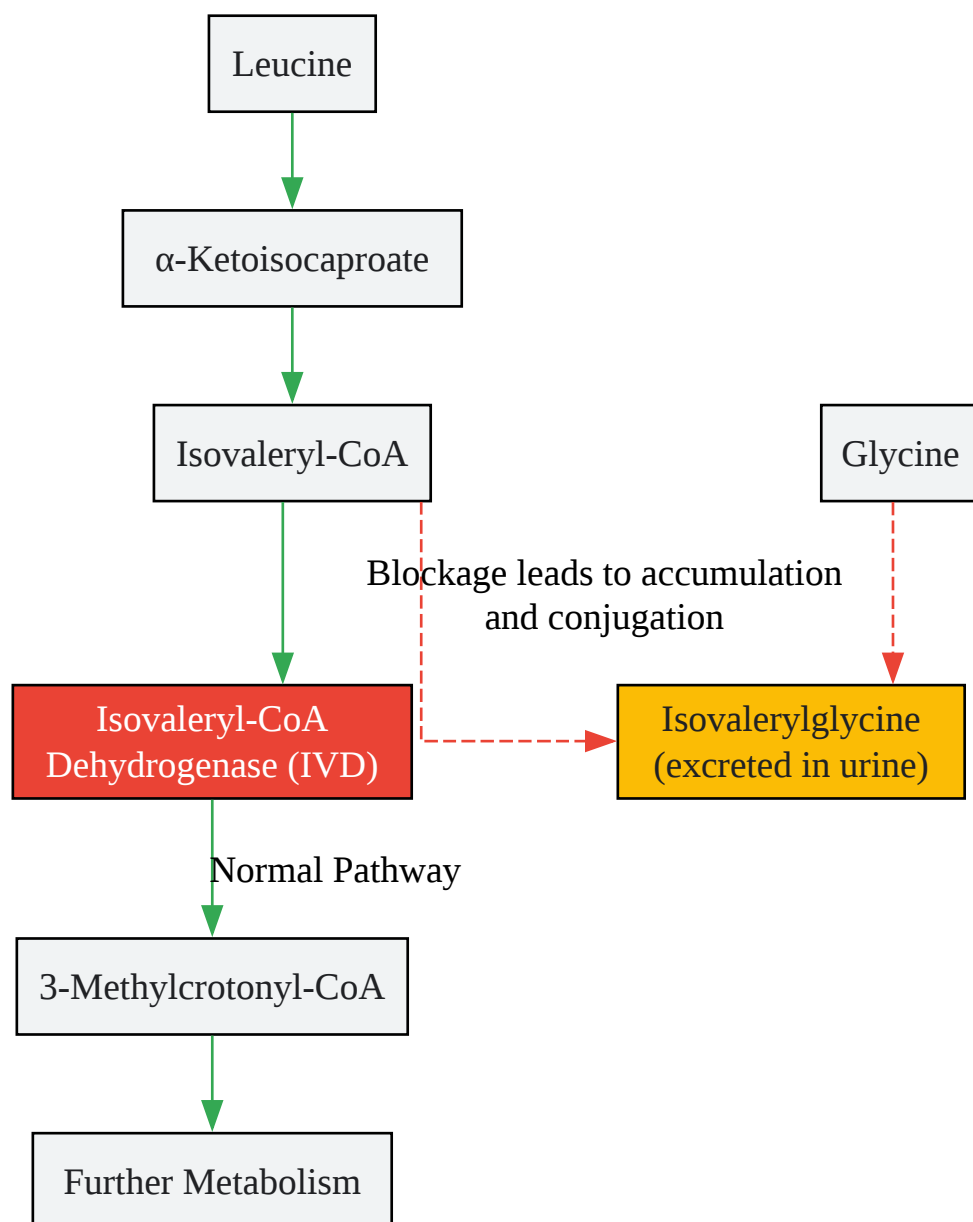 Leucine
α-Ketoisocaproate
Isovaleryl-CoA
Glycine
Blockage leads to accumulation
and conjugation
Isovaleryl-CoA
Dehydrogenase (IVD)
Isovalerylglycine
(excreted in urine)
Normal Pathway
3-Methylcrotonyl-CoA
Further Metabolism